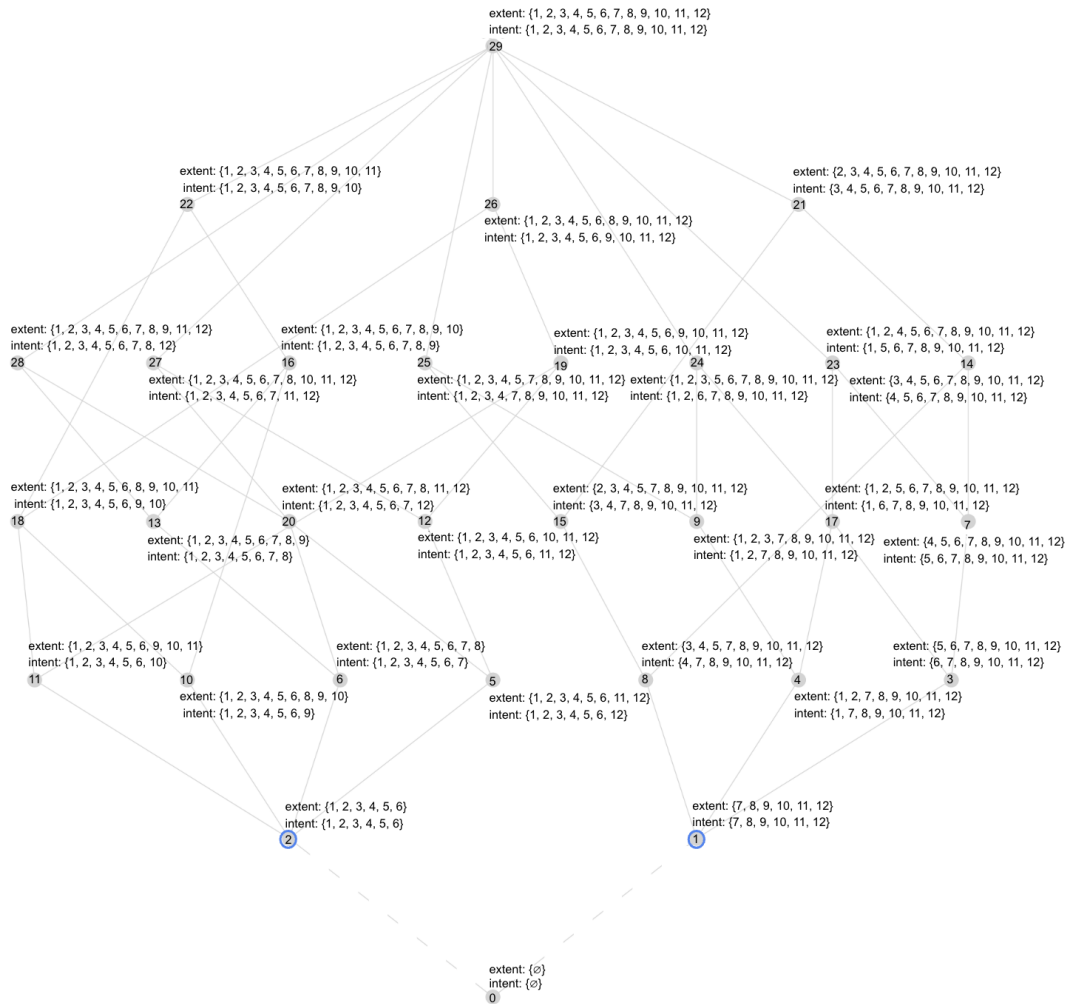 extent: {1, 2, 3, 4, 5, 6, 7, 8, 9, 10, 11, 12}
intent: {1, 2, 3, 4, 5, 6, 7, 8, 9, 10, 11, 12}
29
extent: {1, 2, 3, 4, 5, 6, 7, 8, 9, 10, 11}
intent: {1, 2, 3, 4, 5, 6, 7, 8, 9, 10}
22
26
extent: {1, 2, 3, 4, 5, 6, 8, 9, 10, 11, 12}
intent: {1, 2, 3, 4, 5, 6, 9, 10, 11, 12}
extent: {2, 3, 4, 5, 6, 7, 8, 9, 10, 11, 12}
intent: {3, 4, 5, 6, 7, 8, 9, 10, 11, 12}
21
extent: {1, 2, 3, 4, 5, 6, 7, 8, 9, 11, 12}
intent: {1, 2, 3, 4, 5, 6, 7, 8, 12}
28
27
extent: {1, 2, 3, 4, 5, 6, 7, 8, 10, 11, 12}
intent: {1, 2, 3, 4, 5, 6, 7, 11, 12}
extent: {1, 2, 3, 4, 5, 6, 7, 8, 9, 10}
intent: {1, 2, 3, 4, 5, 6, 7, 8, 9}
16
25
extent: {1, 2, 3, 4, 5, 7, 8, 9, 10, 11, 12}
intent: {1, 2, 3, 4, 7, 8, 9, 10, 11, 12}
extent: {1, 2, 3, 4, 5, 6, 9, 10, 11, 12}
intent: {1, 2, 3, 4, 5, 6, 10, 11, 12}
19
24
extent: {1, 2, 3, 5, 6, 7, 8, 9, 10, 11, 12}
intent: {1, 2, 6, 7, 8, 9, 10, 11, 12}
extent: {1, 2, 4, 5, 6, 7, 8, 9, 10, 11, 12}
intent: {1, 5, 6, 7, 8, 9, 10, 11, 12}
23
14
extent: {3, 4, 5, 6, 7, 8, 9, 10, 11, 12}
intent: {4, 5, 6, 7, 8, 9, 10, 11, 12}
extent: {1, 2, 3, 4, 5, 6, 8, 9, 10, 11}
intent: {1, 2, 3, 4, 5, 6, 9, 10}
18
13
extent: {1, 2, 3, 4, 5, 6, 7, 8, 9}
intent: {1, 2, 3, 4, 5, 6, 7, 8}
extent: {1, 2, 3, 4, 5, 6, 7, 8, 11, 12}
intent: {1, 2, 3, 4, 5, 6, 7, 12}
20
12
extent: {1, 2, 3, 4, 5, 6, 10, 11, 12}
intent: {1, 2, 3, 4, 5, 6, 11, 12}
extent: {2, 3, 4, 5, 7, 8, 9, 10, 11, 12}
intent: {3, 4, 7, 8, 9, 10, 11, 12}
15
9
extent: {1, 2, 3, 7, 8, 9, 10, 11, 12}
intent: {1, 2, 7, 8, 9, 10, 11, 12}
extent: {1, 2, 5, 6, 7, 8, 9, 10, 11, 12}
intent: {1, 6, 7, 8, 9, 10, 11, 12}
17
7
extent: {4, 5, 6, 7, 8, 9, 10, 11, 12}
intent: {5, 6, 7, 8, 9, 10, 11, 12}
extent: {1, 2, 3, 4, 5, 6, 9, 10, 11}
intent: {1, 2, 3, 4, 5, 6, 10}
11
10
extent: {1, 2, 3, 4, 5, 6, 8, 9, 10}
intent: {1, 2, 3, 4, 5, 6, 9}
extent: {1, 2, 3, 4, 5, 6, 7, 8}
intent: {1, 2, 3, 4, 5, 6, 7}
6
5
extent: {1, 2, 3, 4, 5, 6, 11, 12}
intent: {1, 2, 3, 4, 5, 6, 12}
extent: {3, 4, 5, 7, 8, 9, 10, 11, 12}
intent: {4, 7, 8, 9, 10, 11, 12}
8
4
extent: {1, 2, 7, 8, 9, 10, 11, 12}
intent: {1, 7, 8, 9, 10, 11, 12}
extent: {5, 6, 7, 8, 9, 10, 11, 12}
intent: {6, 7, 8, 9, 10, 11, 12}
3
extent: {1, 2, 3, 4, 5, 6}
intent: {1, 2, 3, 4, 5, 6}
2
extent: {7, 8, 9, 10, 11, 12}
intent: {7, 8, 9, 10, 11, 12}
1
extent: {∅}
intent: {∅}
0